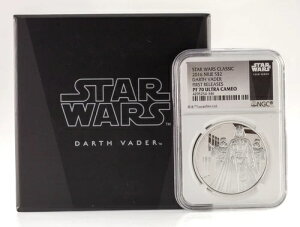 STAR
WARS
DARTH VADER™
STAR WARS CLASSIC
2016 NIUE S$2
DARTH VADER
FIRST RELEASES
PF 70 ULTRA CAMEO
STAR
WARS
NGC